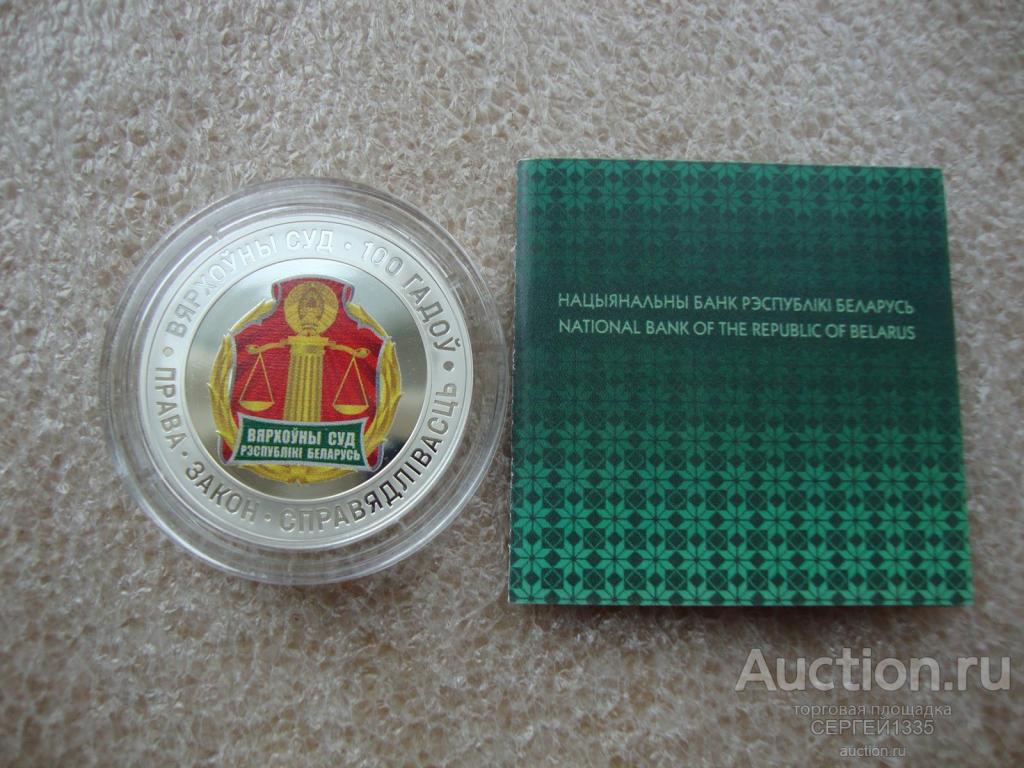 ВЯРХОЎНЫ СУД · 100 ГАДОЎ ·
ПРАВА · ЗАКОН · СПРАВЯДЛІВАСЦЬ
ВЯРХОЎНЫ СУД
РЭСПУБЛІКІ БЕЛАРУСЬ
НАЦЫЯНАЛЬНЫ БАНК РЭСПУБЛІКІ БЕЛАРУСЬ
NATIONAL BANK OF THE REPUBLIC OF BELARUS
Auction.ru
торговая площадка
СЕРГЕЙ1335
auction.ru